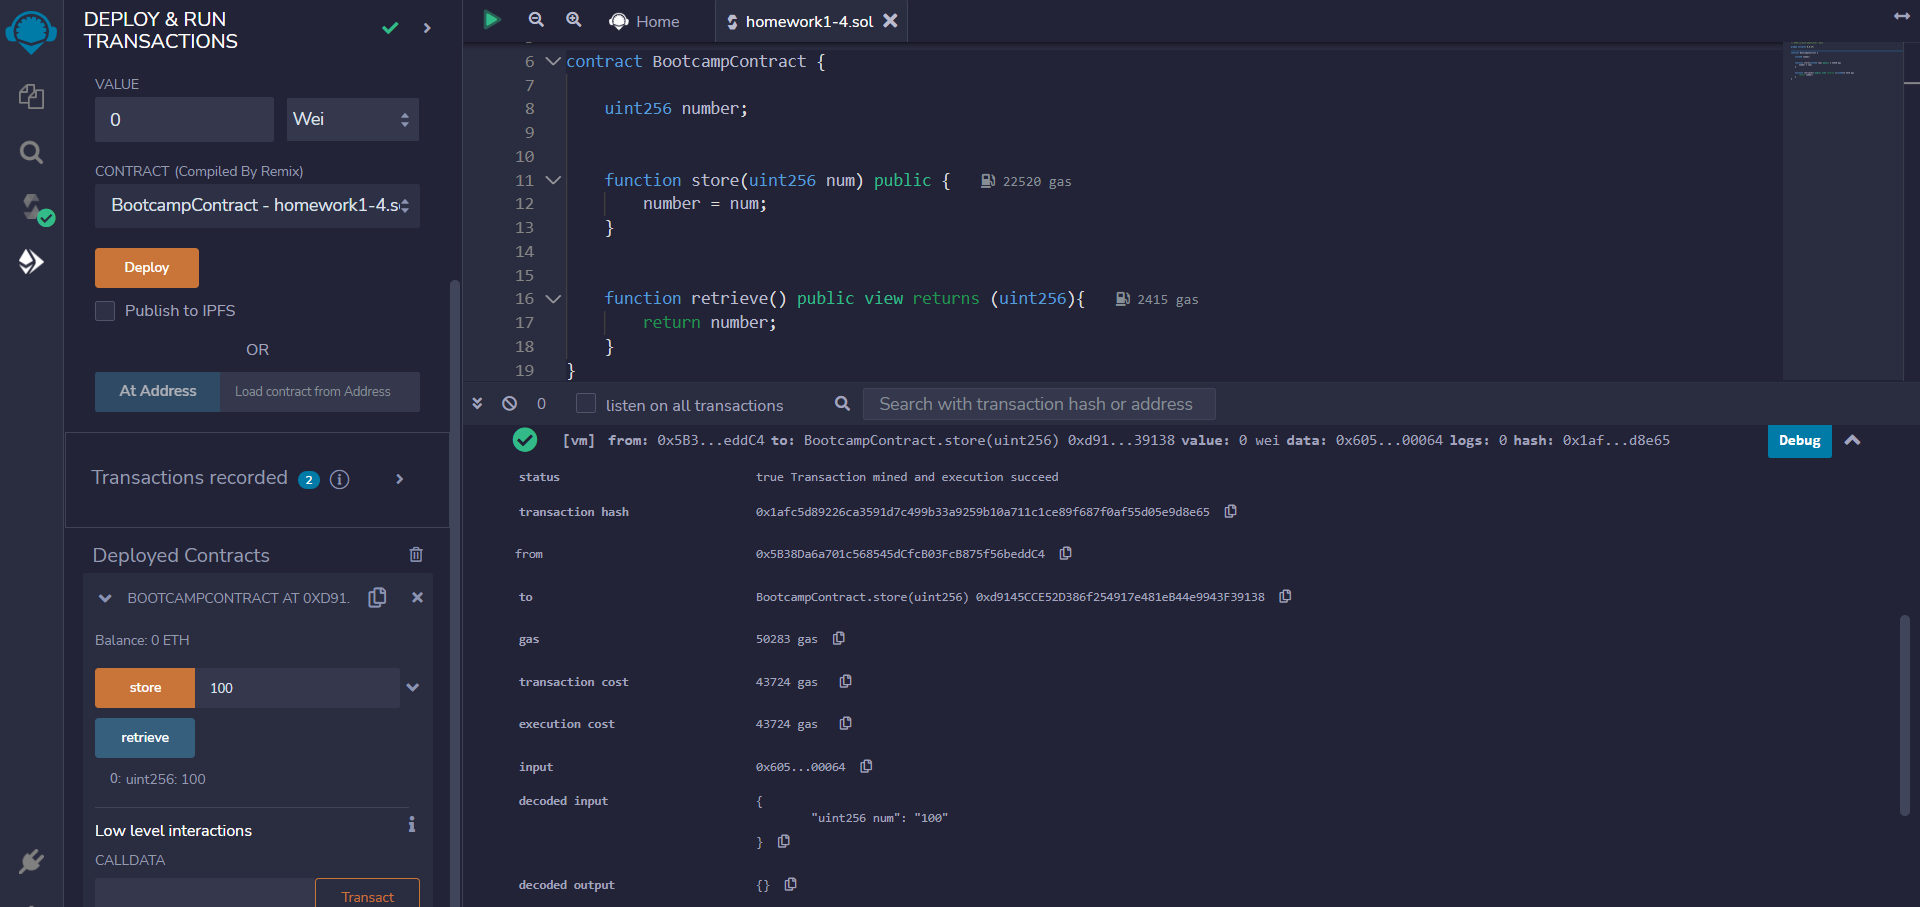 DEPLOY & RUN
TRANSACTIONS
VALUE
0
Wei
CONTRACT (Compiled By Remix)
BootcampContract - homework1-4.s
Deploy
Publish to IPFS
OR
At Address
Load contract from Address
Transactions recorded 2 i
Deployed Contracts
BOOTCAMPCONTRACT AT 0XD91.
Balance: 0 ETH
store
100
retrieve
0: uint256: 100
Low level interactions
i
CALLDATA
Transact
Home
homework1-4.sol
6 contract BootcampContract {
7
8 uint256 number;
9
10
11 function store(uint256 num) public { 22520 gas
12 number = num;
13 }
14
15
16 function retrieve() public view returns (uint256){ 2415 gas
17 return number;
18 }
19 }
0
listen on all transactions
Search with transaction hash or address
[vm] from: 0x5B3...eddC4 to: BootcampContract.store(uint256) 0xd91...39138 value: 0 wei data: 0x605...00064 logs: 0 hash: 0x1af...d8e65
Debug
status true Transaction mined and execution succeed
transaction hash 0x1afc5d89226ca3591d7c499b33a9259b10a711c1ce89f687f0af55d05e9d8e65
from 0x5B38Da6a701c568545dCfcB03FcB875f56beddC4
to BootcampContract.store(uint256) 0xd9145CCE52D386f254917e481eB44e9943F39138
gas 50283 gas
transaction cost 43724 gas
execution cost 43724 gas
input 0x605...00064
decoded input {
"uint256 num": "100"
}
decoded output {}